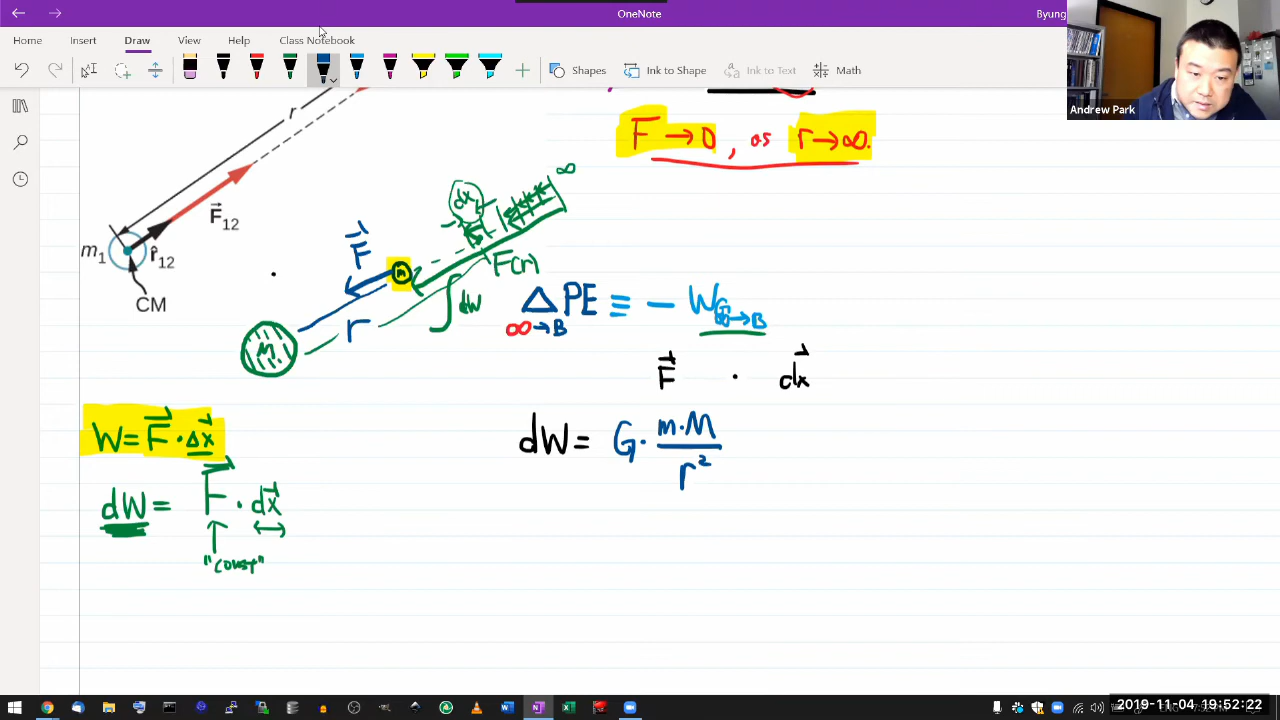 OneNote
Byung
Home Insert Draw View Help Class Notebook
Shapes Ink to Shape Ink to Text Math
Andrew Park
F → 0, as r → ∞.
r
∞
dx
F⃗₁₂
m₁
r̂₁₂
CM
F⃗
m
F(r)
∫dW
r
M
ΔPE ≡ − W
∞→B
→B
F⃗ · dx⃗
W = F⃗ · Δx⃗
dW = G · m·M / r²
dW = F⃗ · dx⃗
"const"
2019-11-04 19:52:22